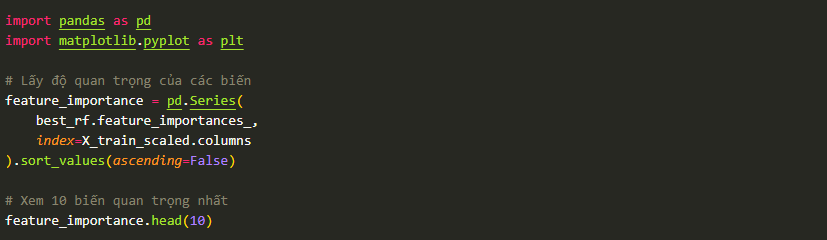 import pandas as pd
import matplotlib.pyplot as plt
# Lấy độ quan trọng của các biến
feature_importance = pd.Series(
    best_rf.feature_importances_,
    index=X_train_scaled.columns
).sort_values(ascending=False)
# Xem 10 biến quan trọng nhất
feature_importance.head(10)